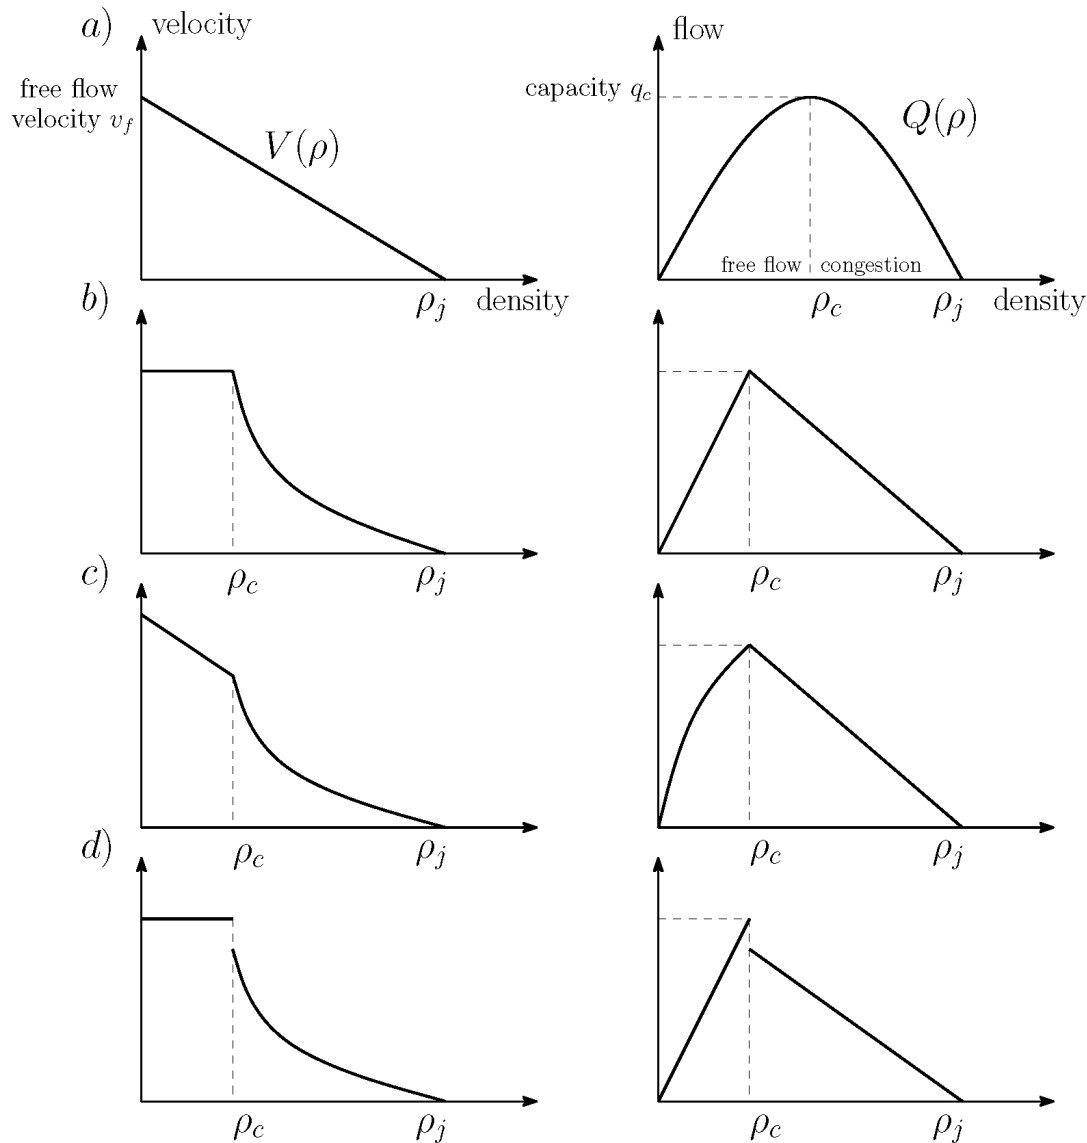 a) velocity
free flow
velocity v_f
V(ρ)
ρ_j density
flow
capacity q_c
Q(ρ)
free flow congestion
ρ_c ρ_j density
b)
ρ_c ρ_j
ρ_c ρ_j
c)
ρ_c ρ_j
ρ_c ρ_j
d)
ρ_c ρ_j
ρ_c ρ_j